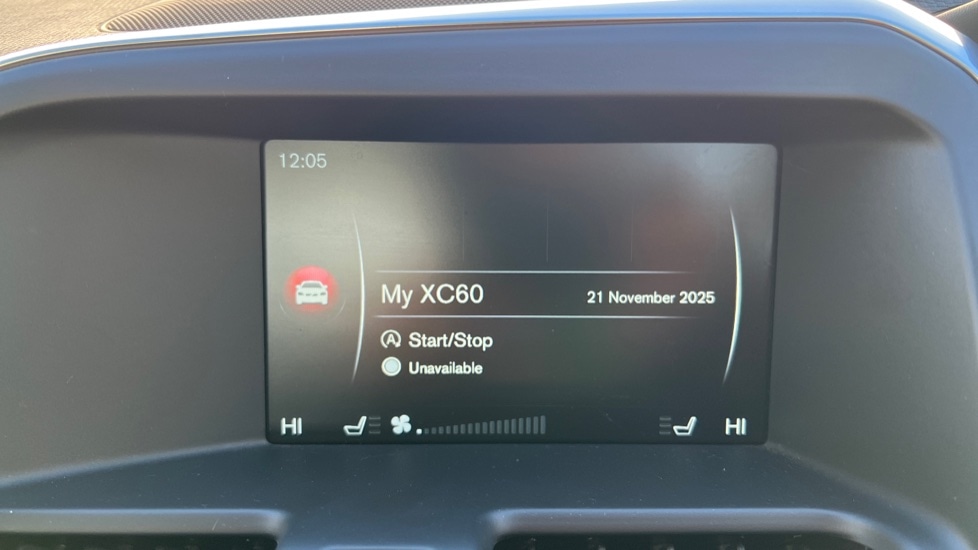 12:05
My XC60 21 November 2025
A Start/Stop
Unavailable
HI HI